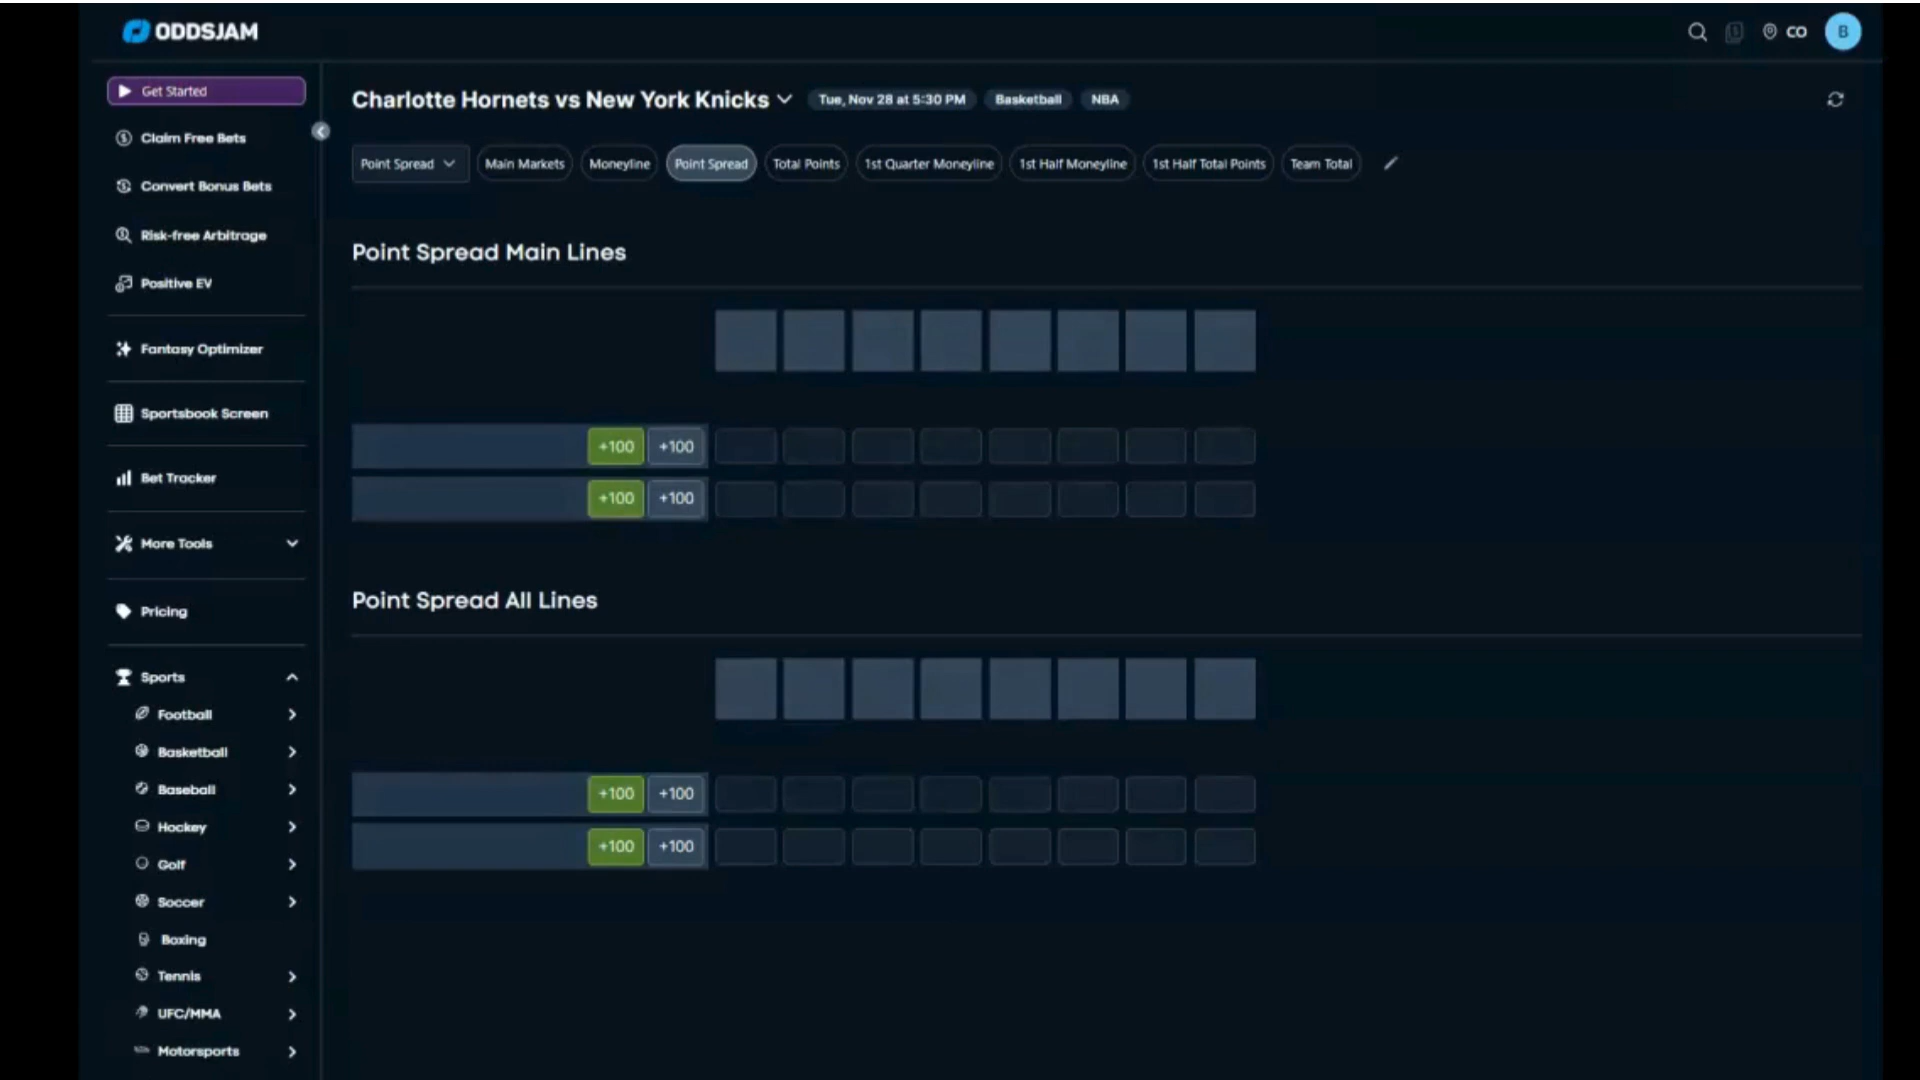 ODDSJAM
CO
B
Get Started
Claim Free Bets
Convert Bonus Bets
Risk-free Arbitrage
Positive EV
Fantasy Optimizer
Sportsbook Screen
Bet Tracker
More Tools
Pricing
Sports
Football
Basketball
Baseball
Hockey
Golf
Soccer
Boxing
Tennis
UFC/MMA
Motorsports
Charlotte Hornets vs New York Knicks
Tue, Nov 28 at 5:30 PM
Basketball
NBA
Point Spread
Main Markets
Moneyline
Point Spread
Total Points
1st Quarter Moneyline
1st Half Moneyline
1st Half Total Points
Team Total
Point Spread Main Lines
+100 +100
+100 +100
Point Spread All Lines
+100 +100
+100 +100